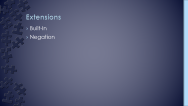 Extensions
- Built-In
- Negation